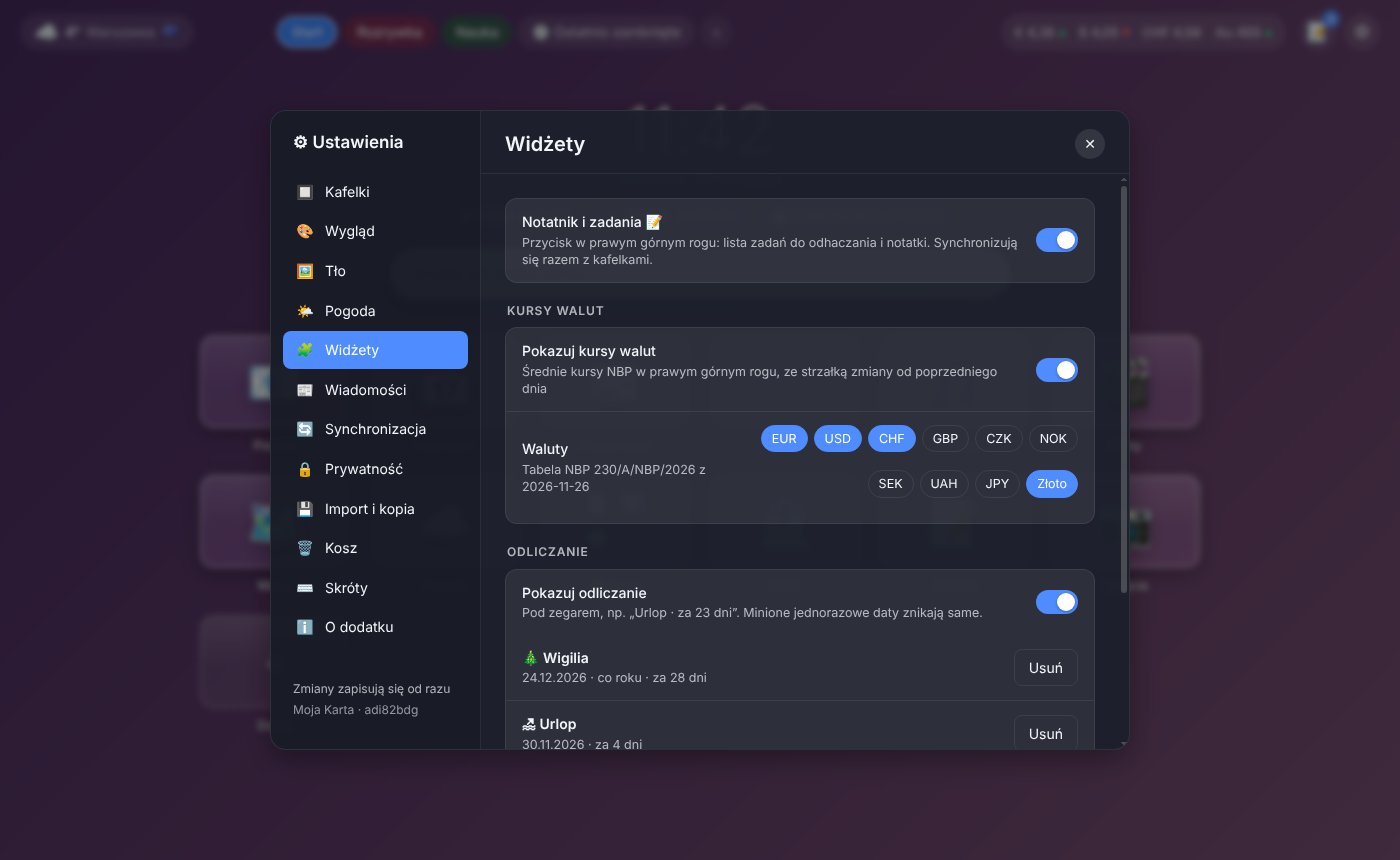 Ustawienia
Kafelki
Wygląd
Tło
Pogoda
Widżety
Wiadomości
Synchronizacja
Prywatność
Import i kopia
Kosz
Skróty
O dodatku
Zmiany zapisują się od razu
Moja Karta · adi82bdg
Widżety
Notatnik i zadania
Przycisk w prawym górnym rogu: lista zadań do odhaczania i notatki. Synchronizują
się razem z kafelkami.
KURSY WALUT
Pokazuj kursy walut
Średnie kursy NBP w prawym górnym rogu, ze strzałką zmiany od poprzedniego
dnia
Waluty
Tabela NBP 230/A/NBP/2026 z
2026-11-26
EUR USD CHF GBP CZK NOK
SEK UAH JPY Złoto
ODLICZANIE
Pokazuj odliczanie
Pod zegarem, np. „Urlop · za 23 dni”. Minione jednorazowe daty znikają same.
Wigilia
24.12.2026 · co roku · za 28 dni
Usuń
Urlop
30.11.2026 · za 4 dni
Usuń